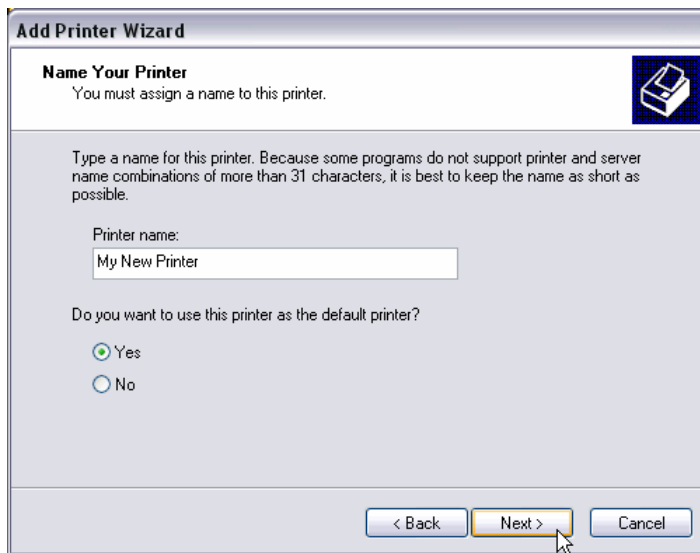 Add Printer Wizard
Name Your Printer
You must assign a name to this printer.
Type a name for this printer. Because some programs do not support printer and server
name combinations of more than 31 characters, it is best to keep the name as short as
possible.
Printer name:
My New Printer
Do you want to use this printer as the default printer?
Yes
No
< Back
Next >
Cancel